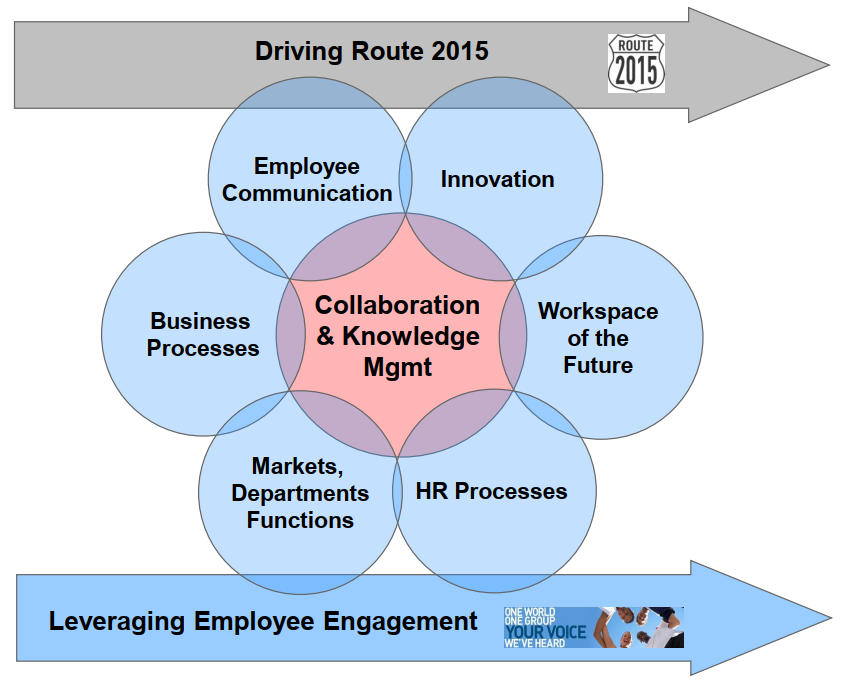 Driving Route 2015
ROUTE
2015
Employee
Communication
Innovation
Business
Processes
Collaboration
& Knowledge
Mgmt
Workspace
of the
Future
Markets,
Departments
Functions
HR Processes
Leveraging Employee Engagement
ONE WORLD
ONE GROUP
YOUR VOICE
WE'VE HEARD